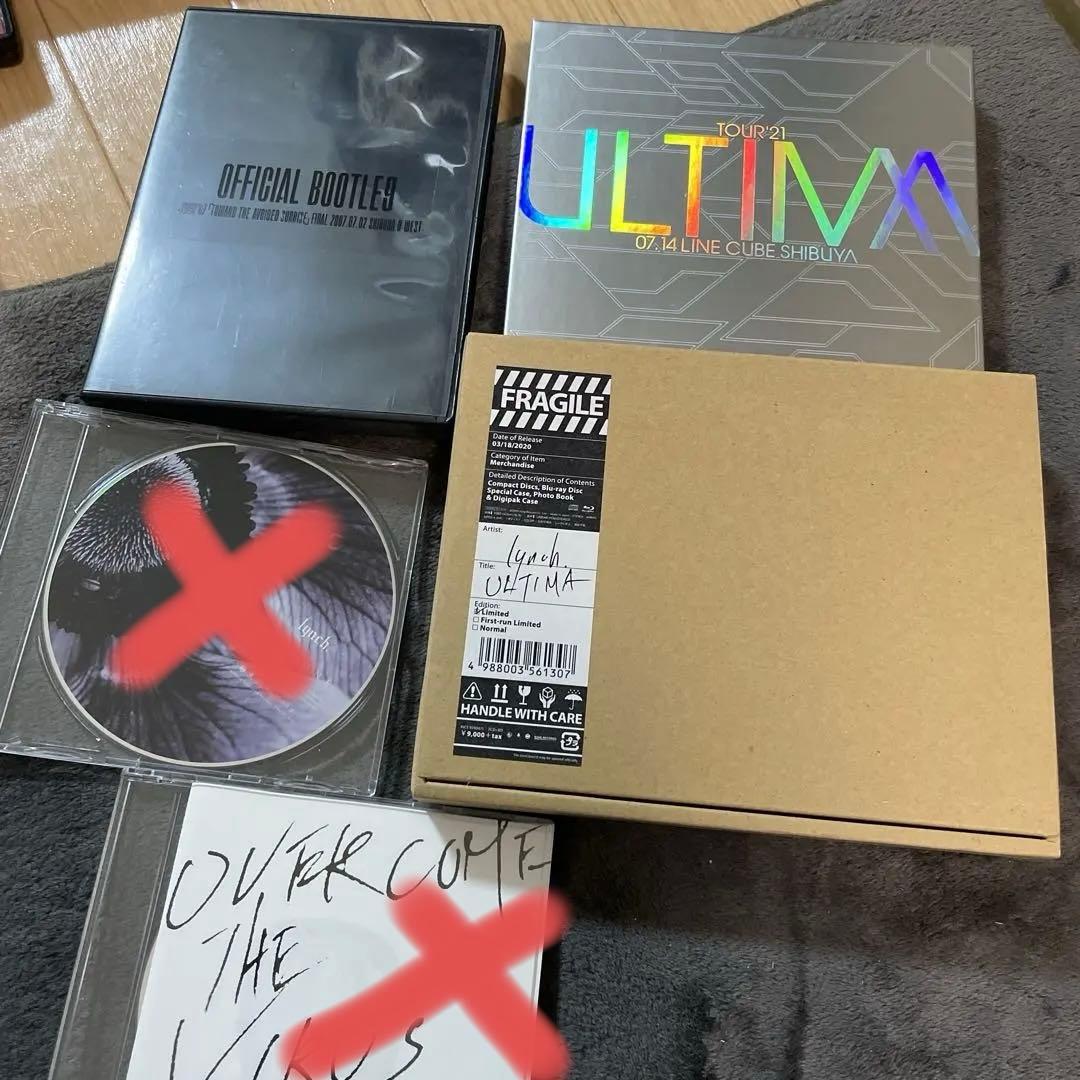 OFFICIAL BOOTLE9
「TOWARD THE AVOIDED SUNRISE」 FINAL 2007.07.02 SHIBUYA O-WEST
TOUR'21
ULTIMA
07.14 LINE CUBE SHIBUYA
FRAGILE
Date of Release
03/18/2020
Category of Item
Merchandise
Detailed Description of Contents
Compact Discs, Blu-ray Disc
Special Case, Photo Book
& Digipak Case
Artist:
lynch.
Title:
ULTIMA
Edition:
Limited
First-run Limited
Normal
4 988003 561307
HANDLE WITH CARE
¥9,000+tax
lynch
OVERCOME
THE
VIRUS